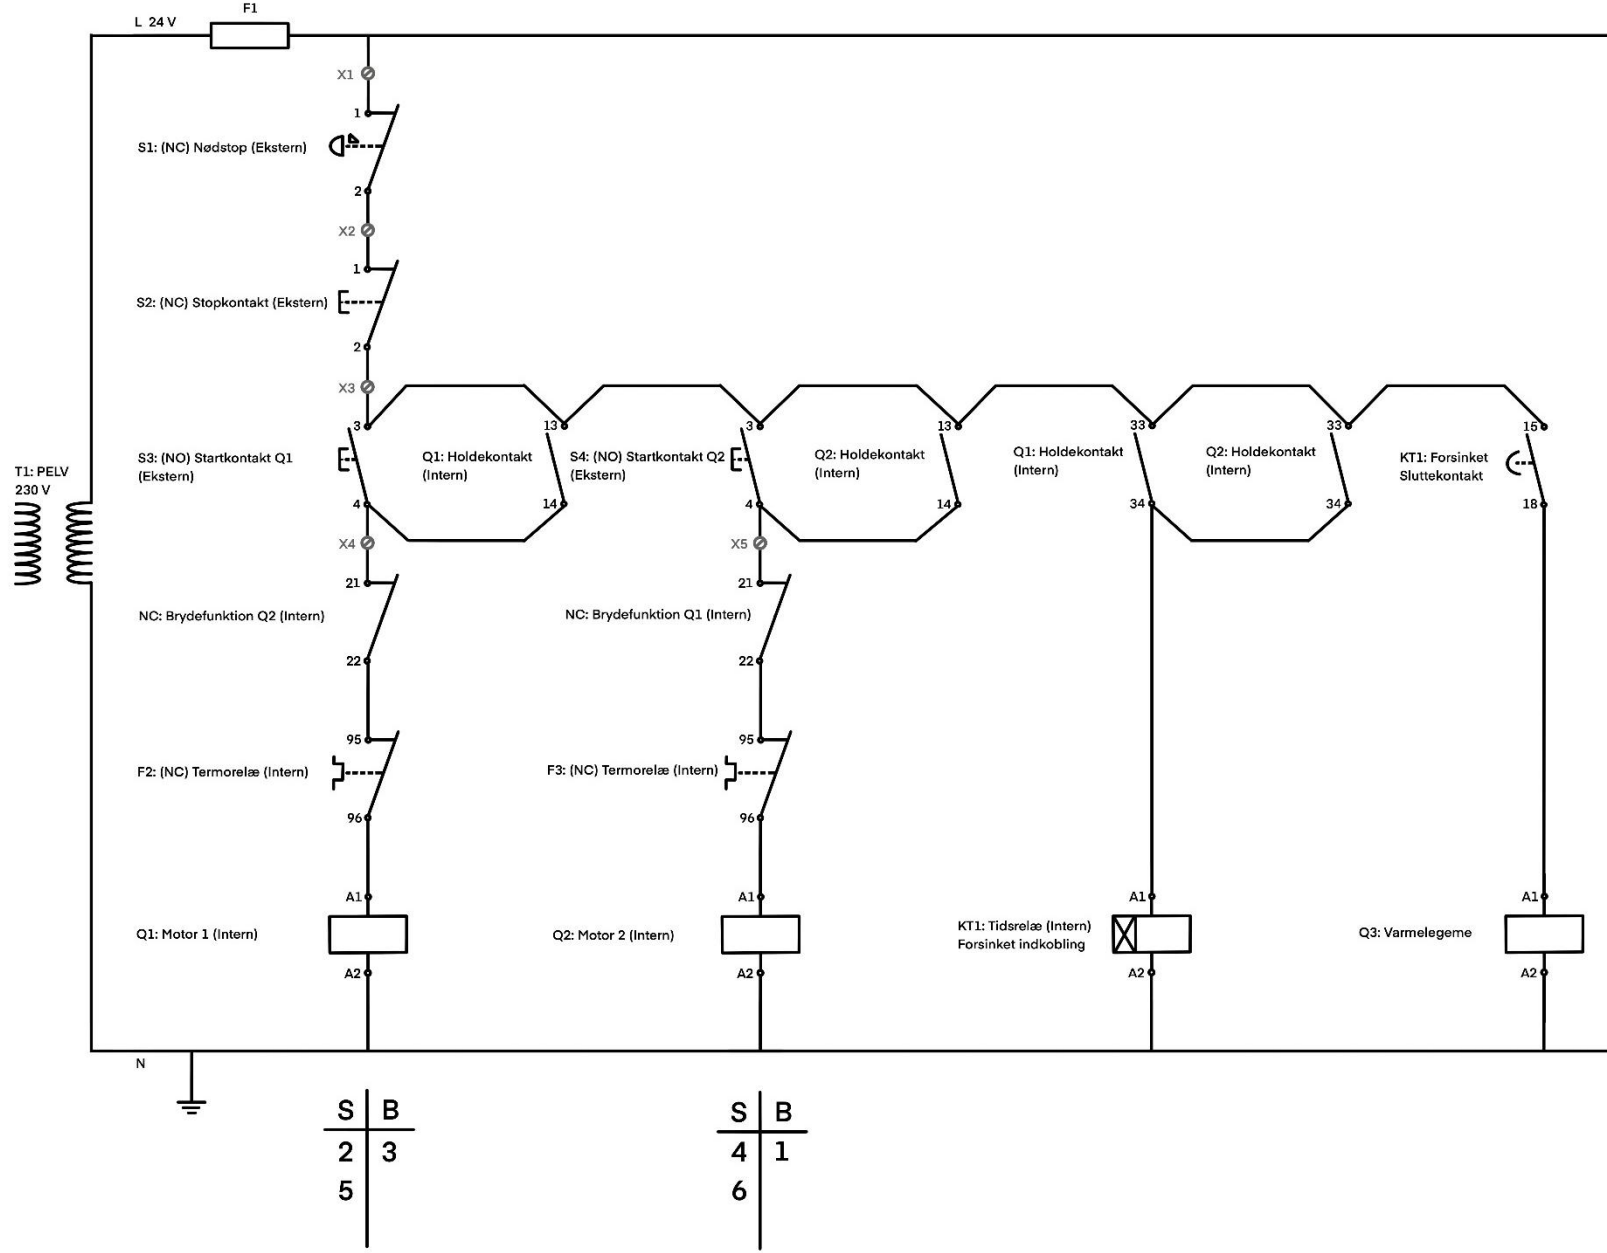 F1
L 24 V
X1
1
S1: (NC) Nødstop (Ekstern)
2
X2
1
S2: (NC) Stopkontakt (Ekstern)
2
X3
3
13
3
13
33
33
15
S3: (NO) Startkontakt Q1
(Ekstern)
Q1: Holdekontakt
(Intern)
S4: (NO) Startkontakt Q2
(Ekstern)
Q2: Holdekontakt
(Intern)
Q1: Holdekontakt
(Intern)
Q2: Holdekontakt
(Intern)
KT1: Forsinket
Sluttekontakt
T1: PELV
230 V
4
14
4
14
34
34
18
X4
X5
21
21
NC: Brydefunktion Q2 (Intern)
NC: Brydefunktion Q1 (Intern)
22
22
95
95
F2: (NC) Termorelæ (Intern)
F3: (NC) Termorelæ (Intern)
96
96
A1
A1
A1
A1
Q1: Motor 1 (Intern)
Q2: Motor 2 (Intern)
KT1: Tidsrelæ (Intern)
Forsinket indkobling
Q3: Varmelegeme
A2
A2
A2
A2
N
S B
2 3
5
S B
4 1
6